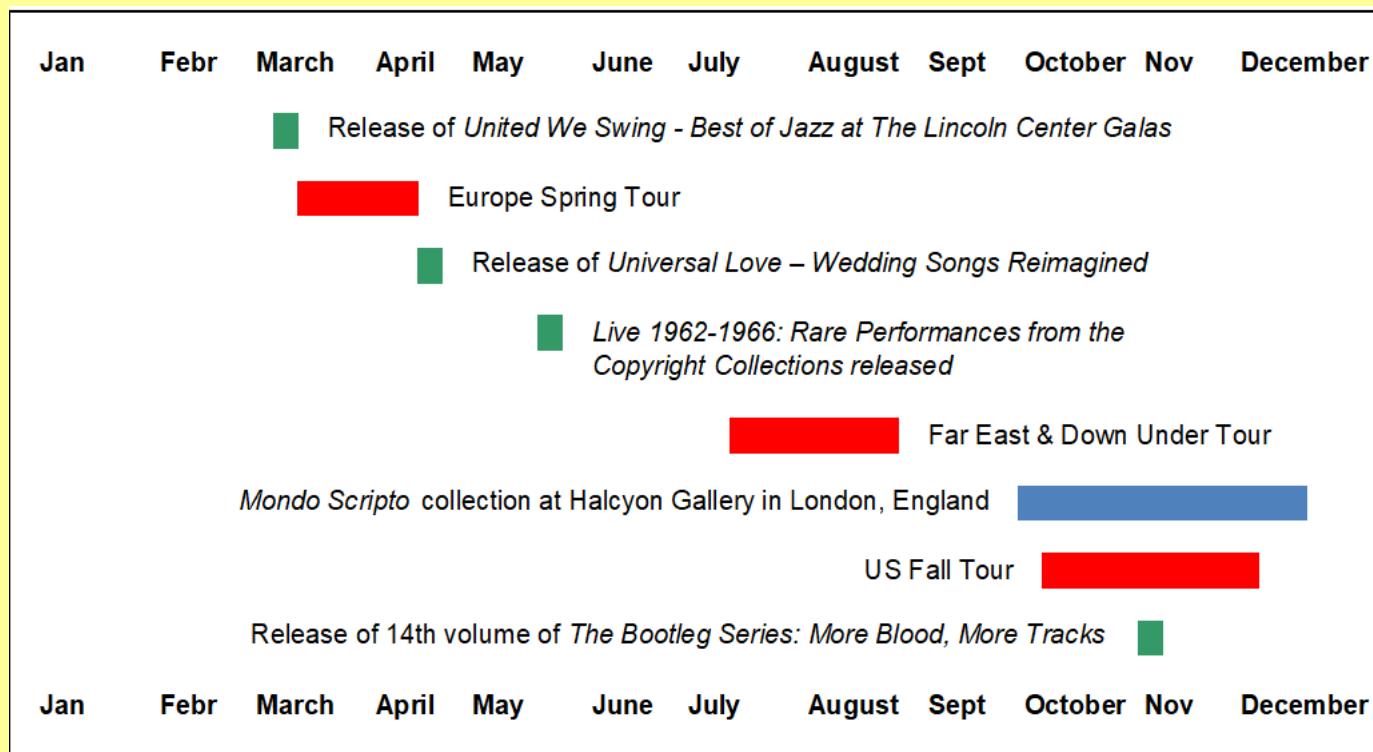 Jan Febr March April May June July August Sept October Nov December
Release of United We Swing - Best of Jazz at The Lincoln Center Galas
Europe Spring Tour
Release of Universal Love – Wedding Songs Reimagined
Live 1962-1966: Rare Performances from the
Copyright Collections released
Far East & Down Under Tour
Mondo Scripto collection at Halcyon Gallery in London, England
US Fall Tour
Release of 14th volume of The Bootleg Series: More Blood, More Tracks
Jan Febr March April May June July August Sept October Nov December